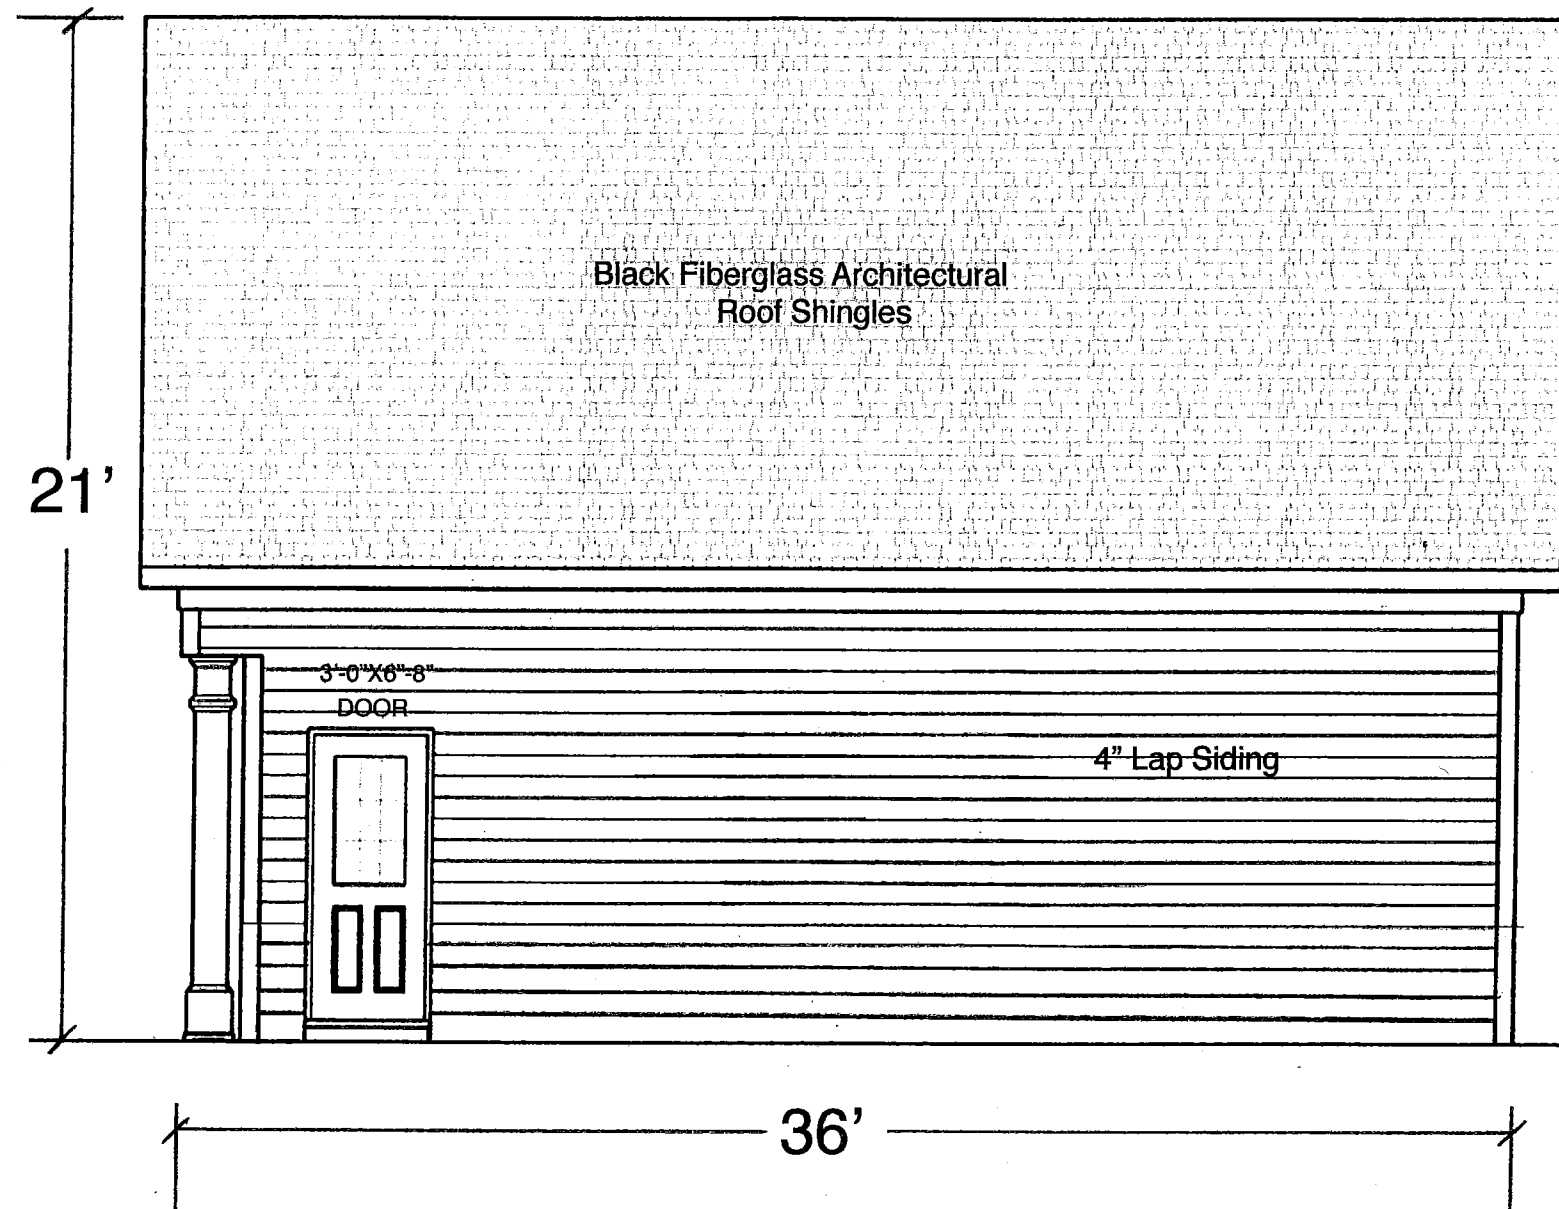 Black Fiberglass Architectural
Roof Shingles
21’
3'-0"X6"-8"
DOOR
4” Lap Siding
36’